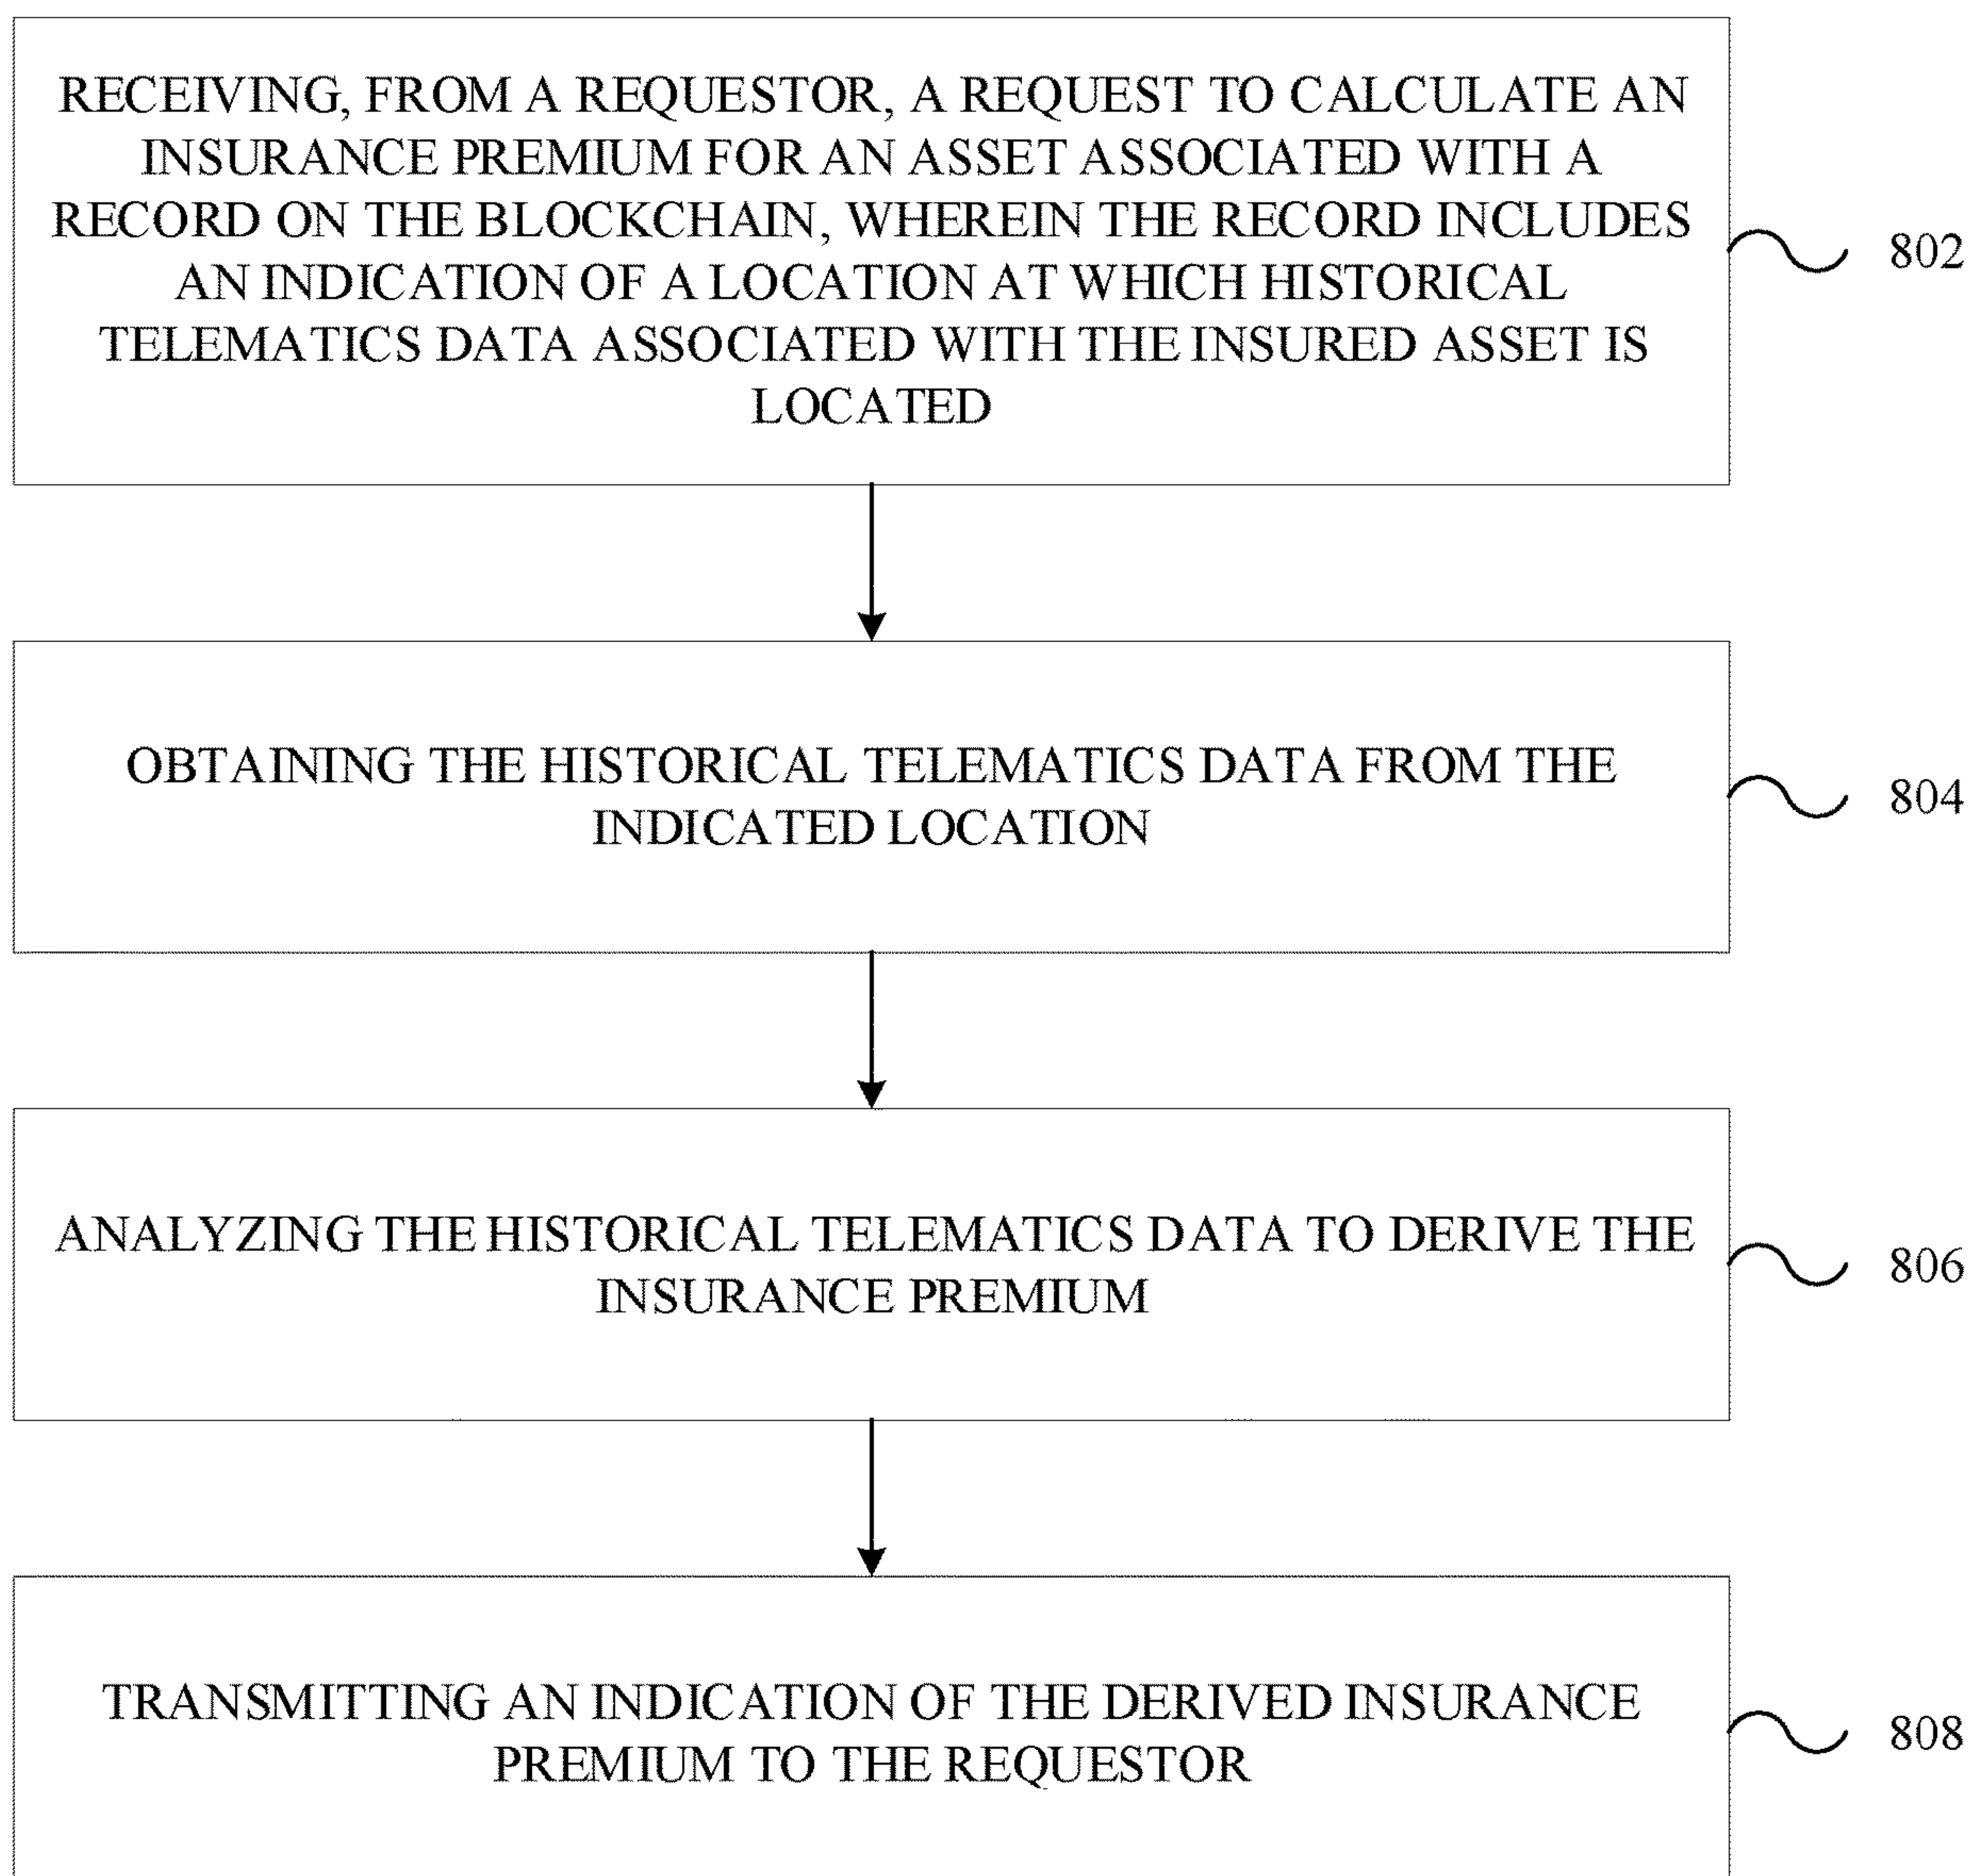 RECEIVING, FROM A REQUESTOR, A REQUEST TO CALCULATE AN
INSURANCE PREMIUM FOR AN ASSET ASSOCIATED WITH A
RECORD ON THE BLOCKCHAIN, WHEREIN THE RECORD INCLUDES
AN INDICATION OF A LOCATION AT WHICH HISTORICAL
TELEMATICS DATA ASSOCIATED WITH THE INSURED ASSET IS
LOCATED
802
OBTAINING THE HISTORICAL TELEMATICS DATA FROM THE
INDICATED LOCATION
804
ANALYZING THE HISTORICAL TELEMATICS DATA TO DERIVE THE
INSURANCE PREMIUM
806
TRANSMITTING AN INDICATION OF THE DERIVED INSURANCE
PREMIUM TO THE REQUESTOR
808